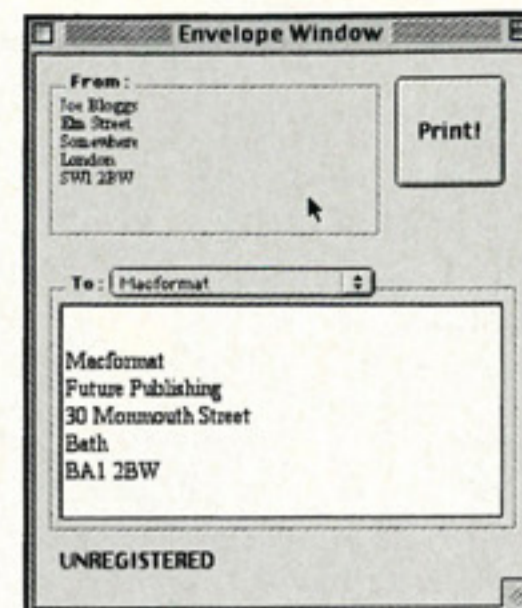 Envelope Window
From:
Joe Bloggs
Elm Street
Somewhere
London
SW1 2BW
Print!
To: Macformat
Macformat
Future Publishing
30 Monmouth Street
Bath
BA1 2BW
UNREGISTERED